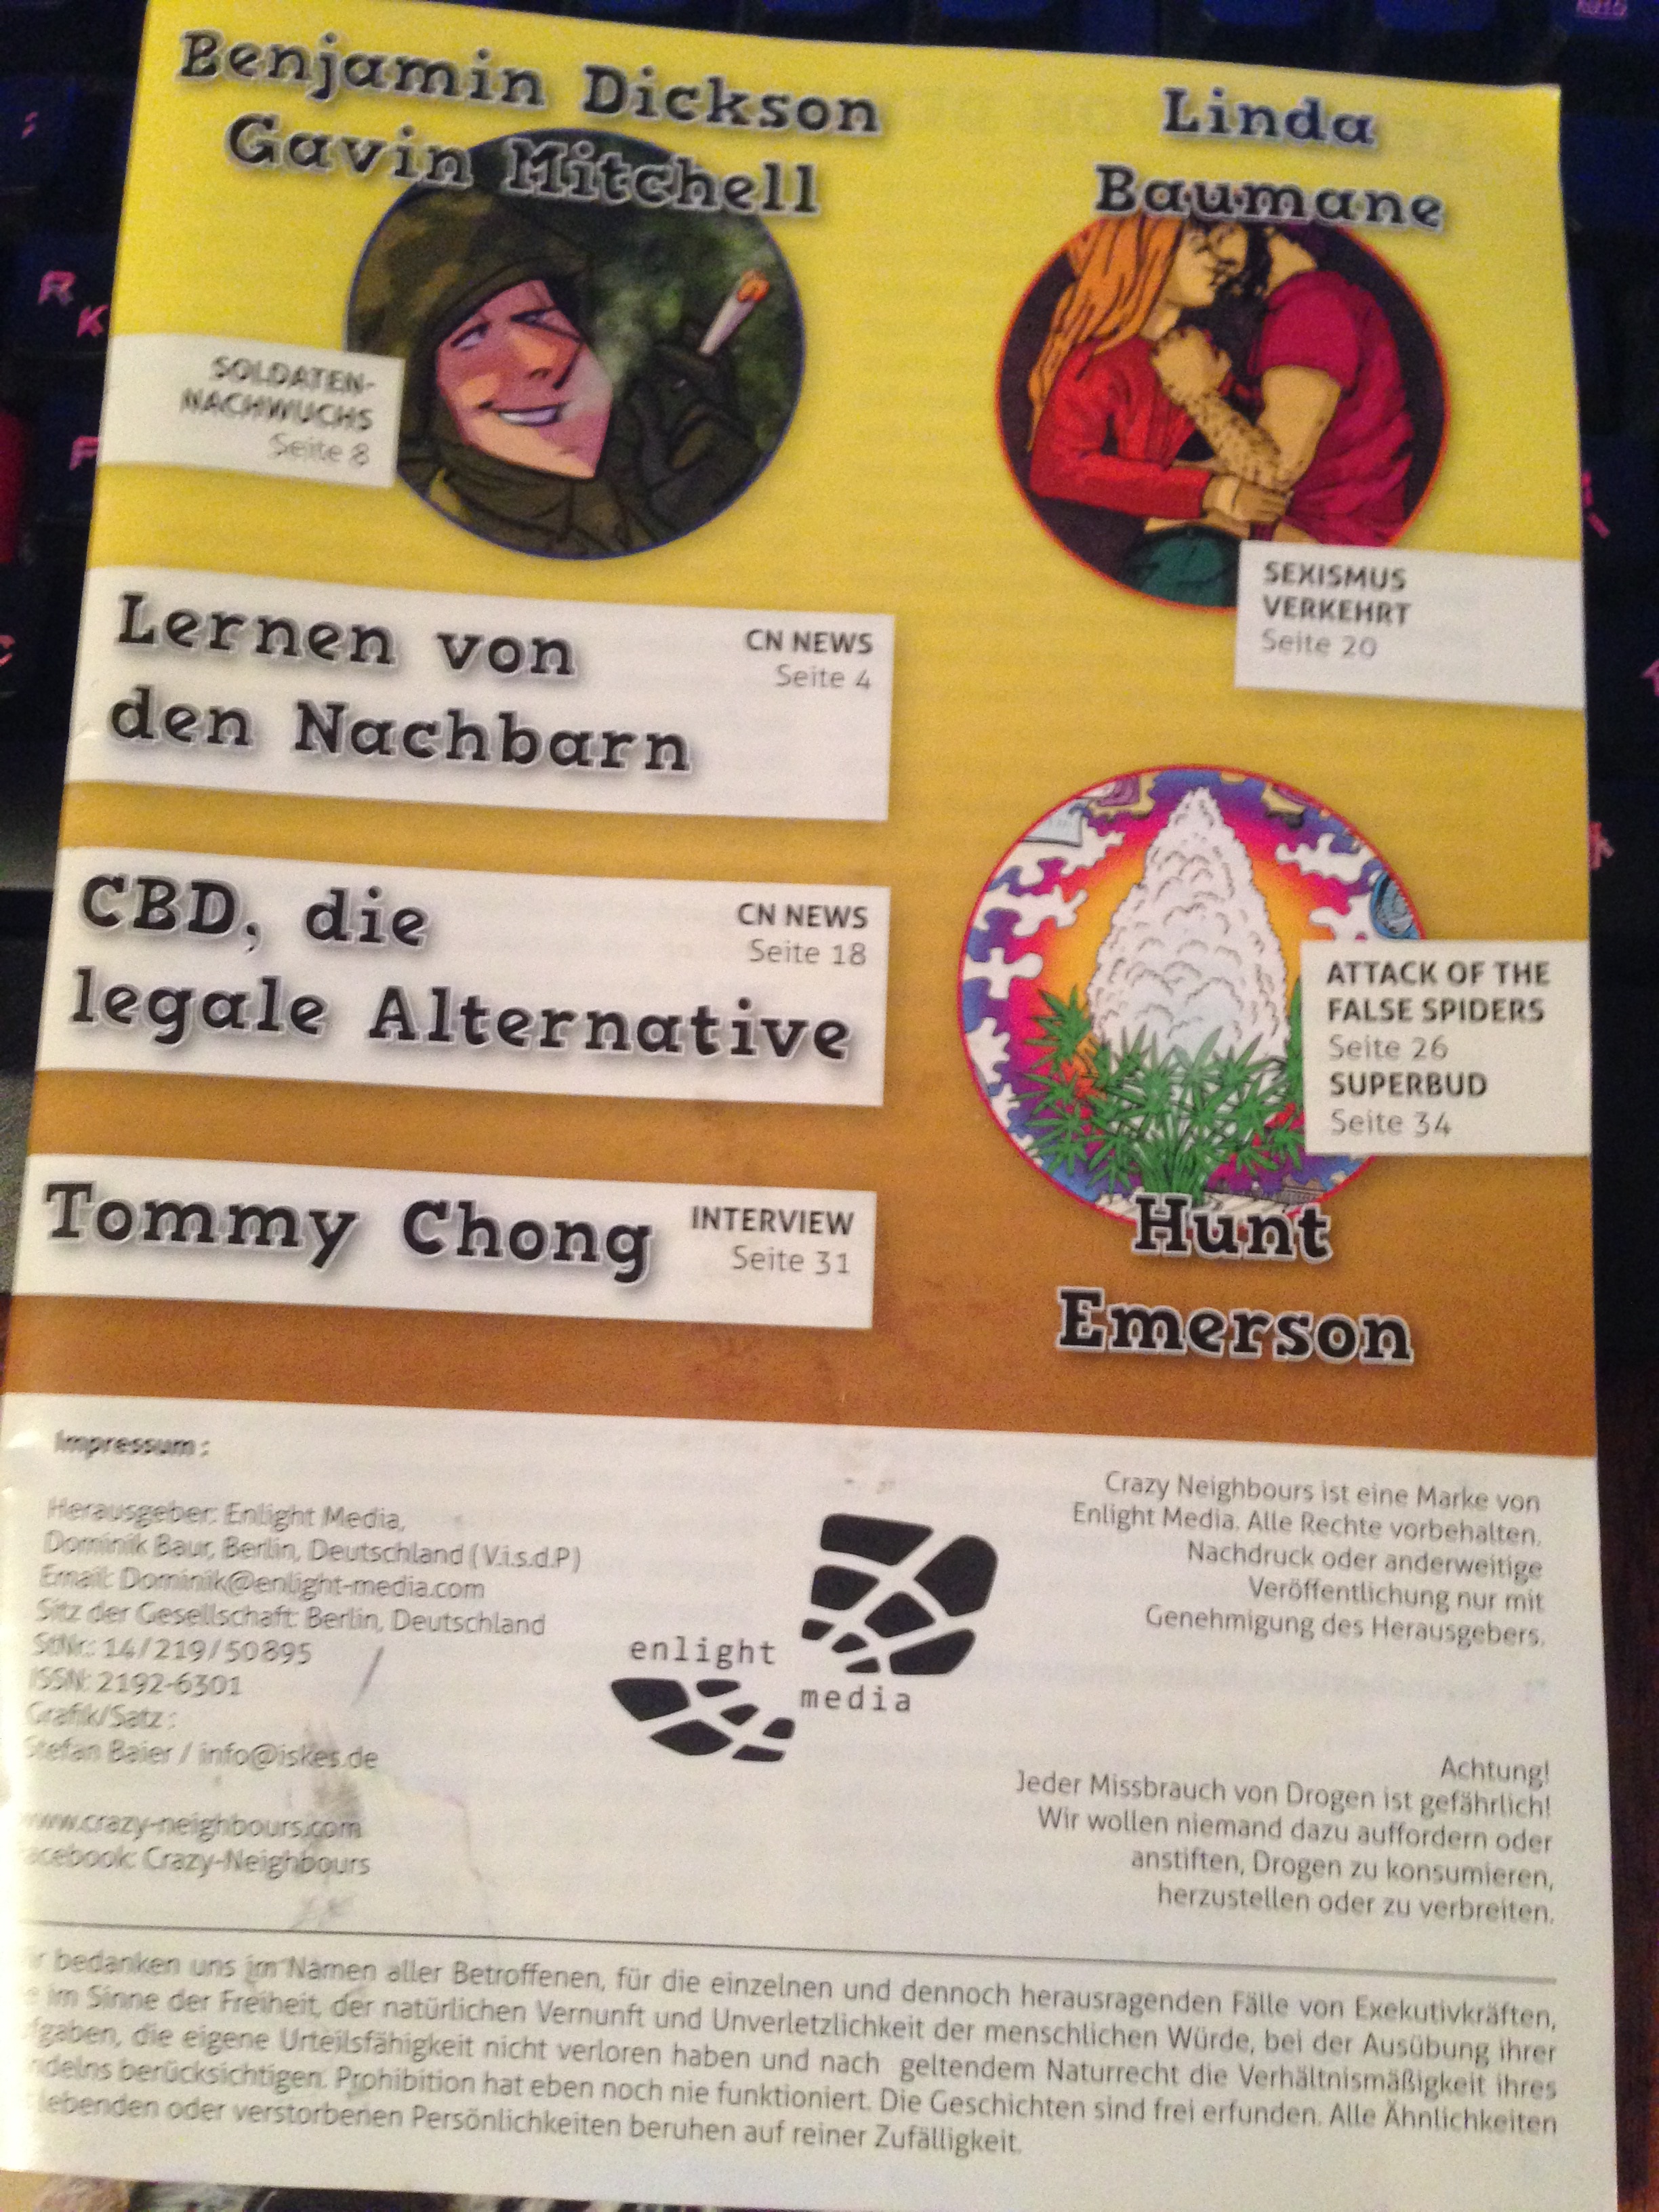 Benjamin Dickson
Gavin Mitchell
SOLDATEN-
NACHWUCHS
Seite 8
Linda
Baumane
SEXISMUS
VERKEHRT
Seite 20
Lernen von
den Nachbarn
CN NEWS
Seite 4
CBD, die
legale Alternative
CN NEWS
Seite 18
Tommy Chong
INTERVIEW
Seite 31
ATTACK OF THE
FALSE SPIDERS
Seite 26
SUPERBUD
Seite 34
Hunt
Emerson
Impressum :
Herausgeber: Enlight Media,
Dominik Baur, Berlin, Deutschland ( V.i.s.d.P )
Email: Dominik@enlight-media.com
Sitz der Gesellschaft: Berlin, Deutschland
StNr.: 14/219/50895
ISSN: 2192-6301
Grafik/Satz :
Stefan Baier / info@iskes.de
www.crazy-neighbours.com
acebook: Crazy-Neighbours
enlight
media
Crazy Neighbours ist eine Marke von
Enlight Media. Alle Rechte vorbehalten.
Nachdruck oder anderweitige
Veröffentlichung nur mit
Genehmigung des Herausgebers.
Achtung!
Jeder Missbrauch von Drogen ist gefährlich!
Wir wollen niemand dazu auffordern oder
anstiften, Drogen zu konsumieren,
herzustellen oder zu verbreiten.
r bedanken uns im Namen aller Betroffenen, für die einzelnen und dennoch herausragenden Fälle von Exekutivkräften,
e im Sinne der Freiheit, der natürlichen Vernunft und Unverletzlichkeit der menschlichen Würde, bei der Ausübung ihrer
fgaben, die eigene Urteilsfähigkeit nicht verloren haben und nach geltendem Naturrecht die Verhältnismäßigkeit ihres
ndelns berücksichtigen. Prohibition hat eben noch nie funktioniert. Die Geschichten sind frei erfunden. Alle Ähnlichkeiten
lebenden oder verstorbenen Persönlichkeiten beruhen auf reiner Zufälligkeit.